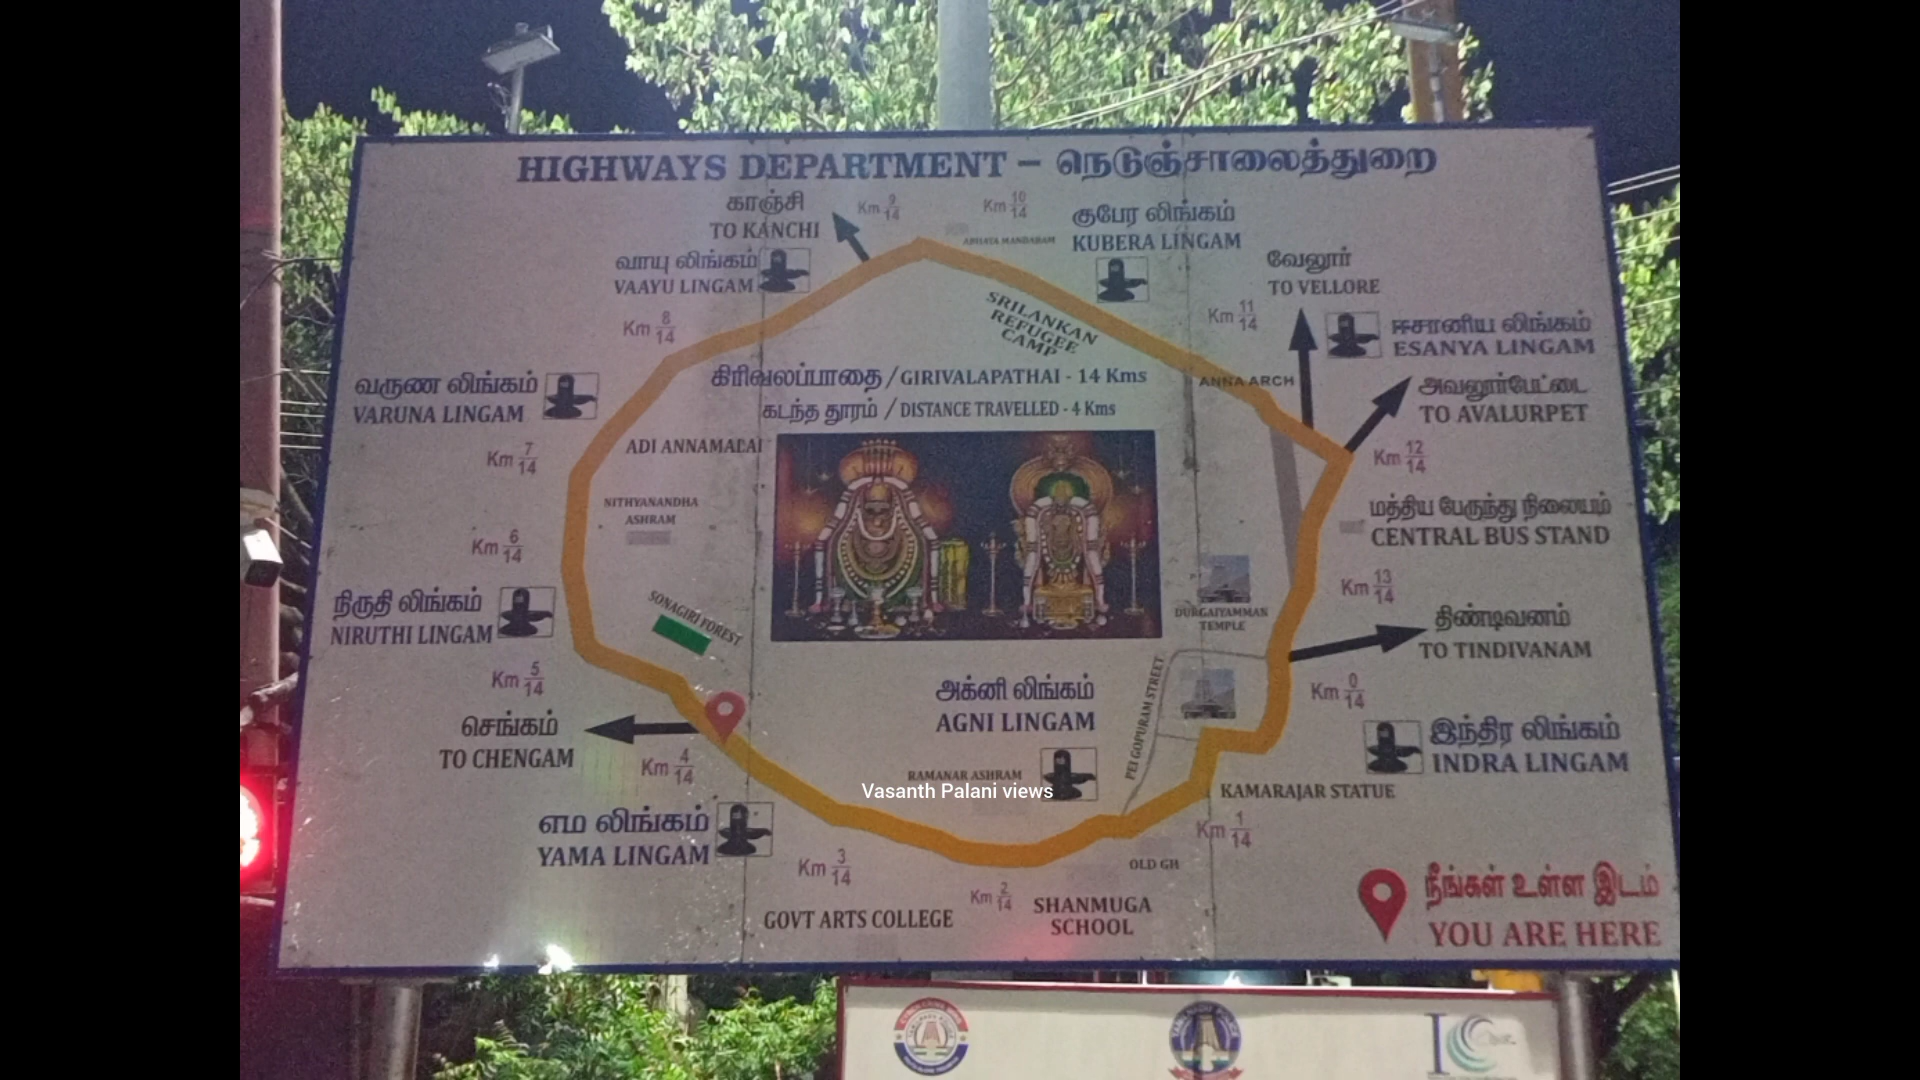 HIGHWAYS DEPARTMENT – நெடுஞ்சாலைத்துறை
காஞ்சி
TO KANCHI
Km 9/14
Km 10/14
ABHAYA MANDABAM
குபேர லிங்கம்
KUBERA LINGAM
வாயு லிங்கம்
VAAYU LINGAM
வேலூர்
TO VELLORE
Km 8/14
SRILANKAN
REFUGEE
CAMP
Km 11/14
ஈசானிய லிங்கம்
ESANYA LINGAM
வருண லிங்கம்
VARUNA LINGAM
கிரிவலப்பாதை / GIRIVALAPATHAI - 14 Kms
கடந்த தூரம் / DISTANCE TRAVELLED - 4 Kms
ANNA ARCH
அவலூர்பேட்டை
TO AVALURPET
Km 7/14
ADI ANNAMALAI
Km 12/14
NITHYANANDHA
ASHRAM
மத்திய பேருந்து நிலையம்
CENTRAL BUS STAND
Km 6/14
Km 13/14
நிருதி லிங்கம்
NIRUTHI LINGAM
SONAGIRI FOREST
DURGAIYAMMAN
TEMPLE
திண்டிவனம்
TO TINDIVANAM
Km 5/14
அக்னி லிங்கம்
AGNI LINGAM
PEI GOPURAM STREET
Km 0/14
செங்கம்
TO CHENGAM
Km 4/14
இந்திர லிங்கம்
INDRA LINGAM
RAMANAR ASHRAM
Vasanth Palani views
KAMARAJAR STATUE
எம லிங்கம்
YAMA LINGAM
Km 1/14
Km 3/14
OLD GH
Km 2/14
GOVT ARTS COLLEGE
SHANMUGA
SCHOOL
நீங்கள் உள்ள இடம்
YOU ARE HERE